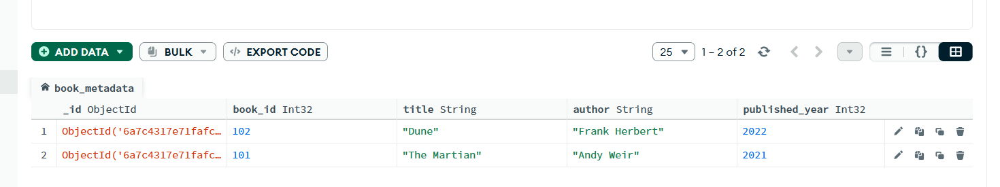 ADD DATA BULK </> EXPORT CODE 25 1 – 2 of 2 {}
book_metadata
_id ObjectId book_id Int32 title String author String published_year Int32
1 ObjectId('6a7c4317e71fafc… 102 "Dune" "Frank Herbert" 2022
2 ObjectId('6a7c4317e71fafc… 101 "The Martian" "Andy Weir" 2021